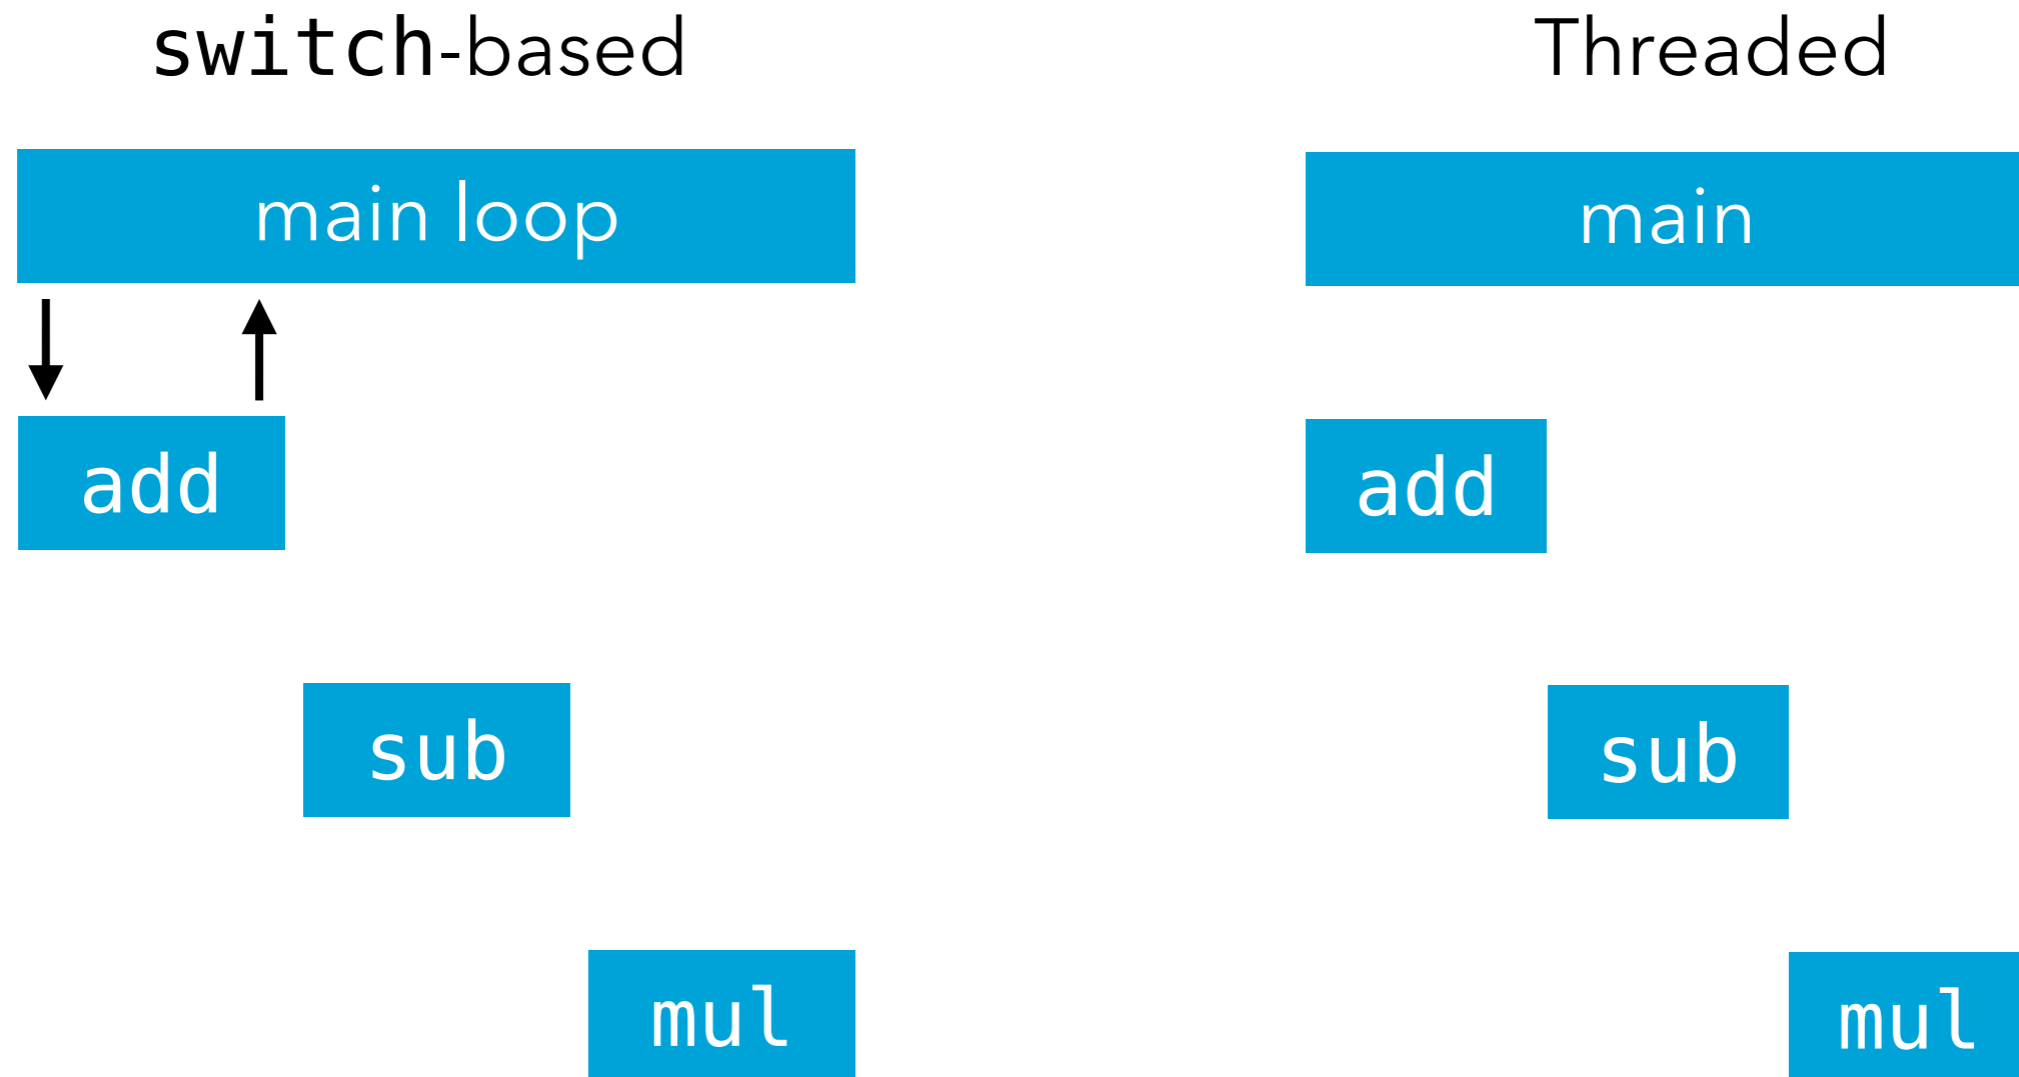 switch-based
main loop
add
sub
mul
Threaded
main
add
sub
mul